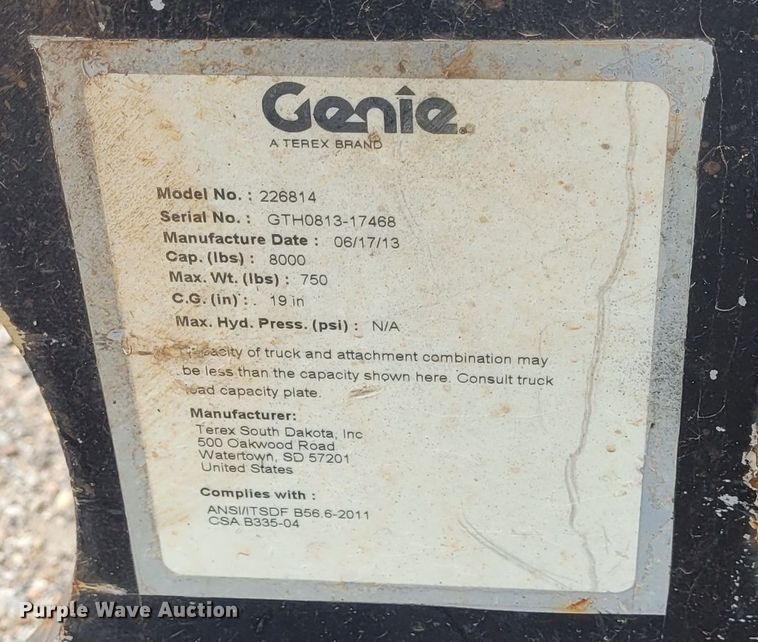 Genie
A TEREX BRAND
Model No. : 226814
Serial No. : GTH0813-17468
Manufacture Date : 06/17/13
Cap. (lbs) : 8000
Max. Wt. (lbs) : 750
C.G. (in) : . 19 in
Max. Hyd. Press. (psi) : N/A
of truck and attachment combination may
be less than the capacity shown here. Consult truck
capacity plate.
Manufacturer:
Terex South Dakota, Inc
500 Oakwood Road
Watertown, SD 57201
United States
Complies with :
ANSI/ITSDF B56.6-2011
CSA B335-04
Purple Wave Auction